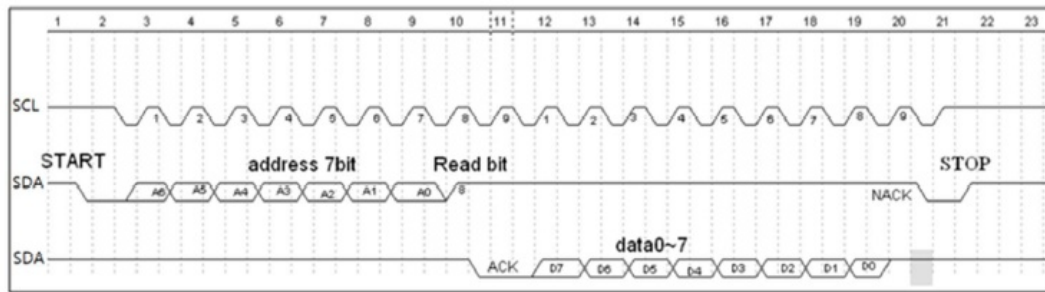 1 2 3 4 5 6 7 8 9 10 11 12 13 14 15 16 17 18 19 20 21 22 23
SCL 1 2 3 4 5 6 7 8 9 1 2 3 4 5 6 7 8 9
START address 7bit Read bit STOP
SDA A6 A5 A4 A3 A2 A1 A0 8 NACK
data0~7
SDA ACK D7 D6 D5 D4 D3 D2 D1 D0